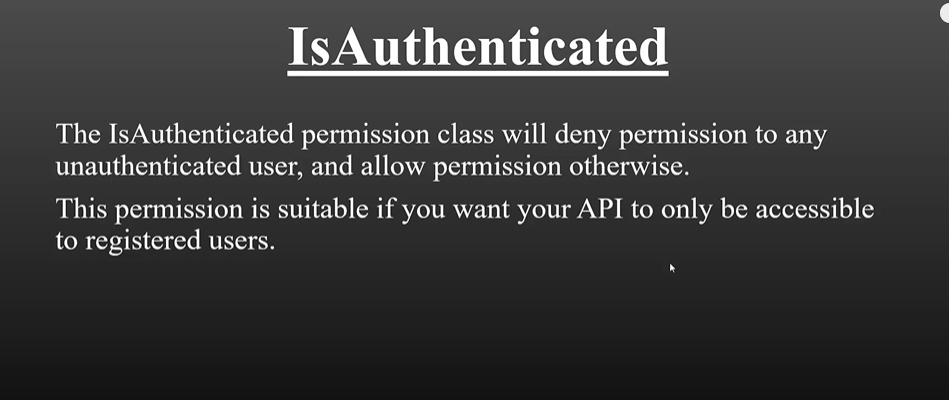 IsAuthenticated
The IsAuthenticated permission class will deny permission to any
unauthenticated user, and allow permission otherwise.
This permission is suitable if you want your API to only be accessible
to registered users.